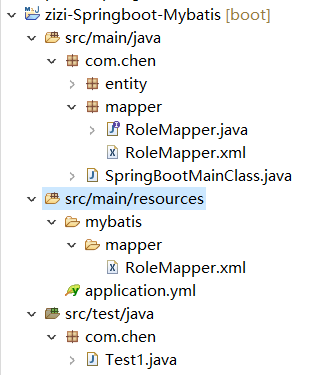 zizi-Springboot-Mybatis [boot]
src/main/java
com.chen
entity
mapper
RoleMapper.java
RoleMapper.xml
SpringBootMainClass.java
src/main/resources
mybatis
mapper
RoleMapper.xml
application.yml
src/test/java
com.chen
Test1.java